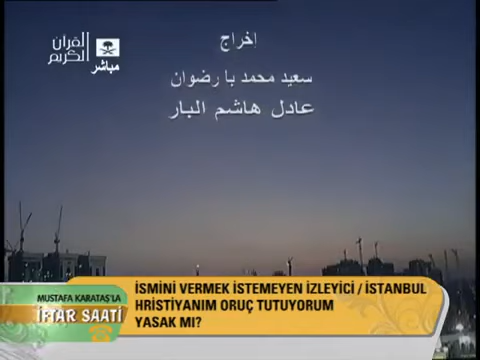 القرآن
الكريم
مباشر
إخراج
سعيد محمد با رضوان
عادل هاشم البار
MUSTAFA KARATAŞ'LA
İFTAR SAATİ
İSMİNİ VERMEK İSTEMEYEN İZLEYİCİ / İSTANBUL
HRİSTİYANIM ORUÇ TUTUYORUM
YASAK MI?